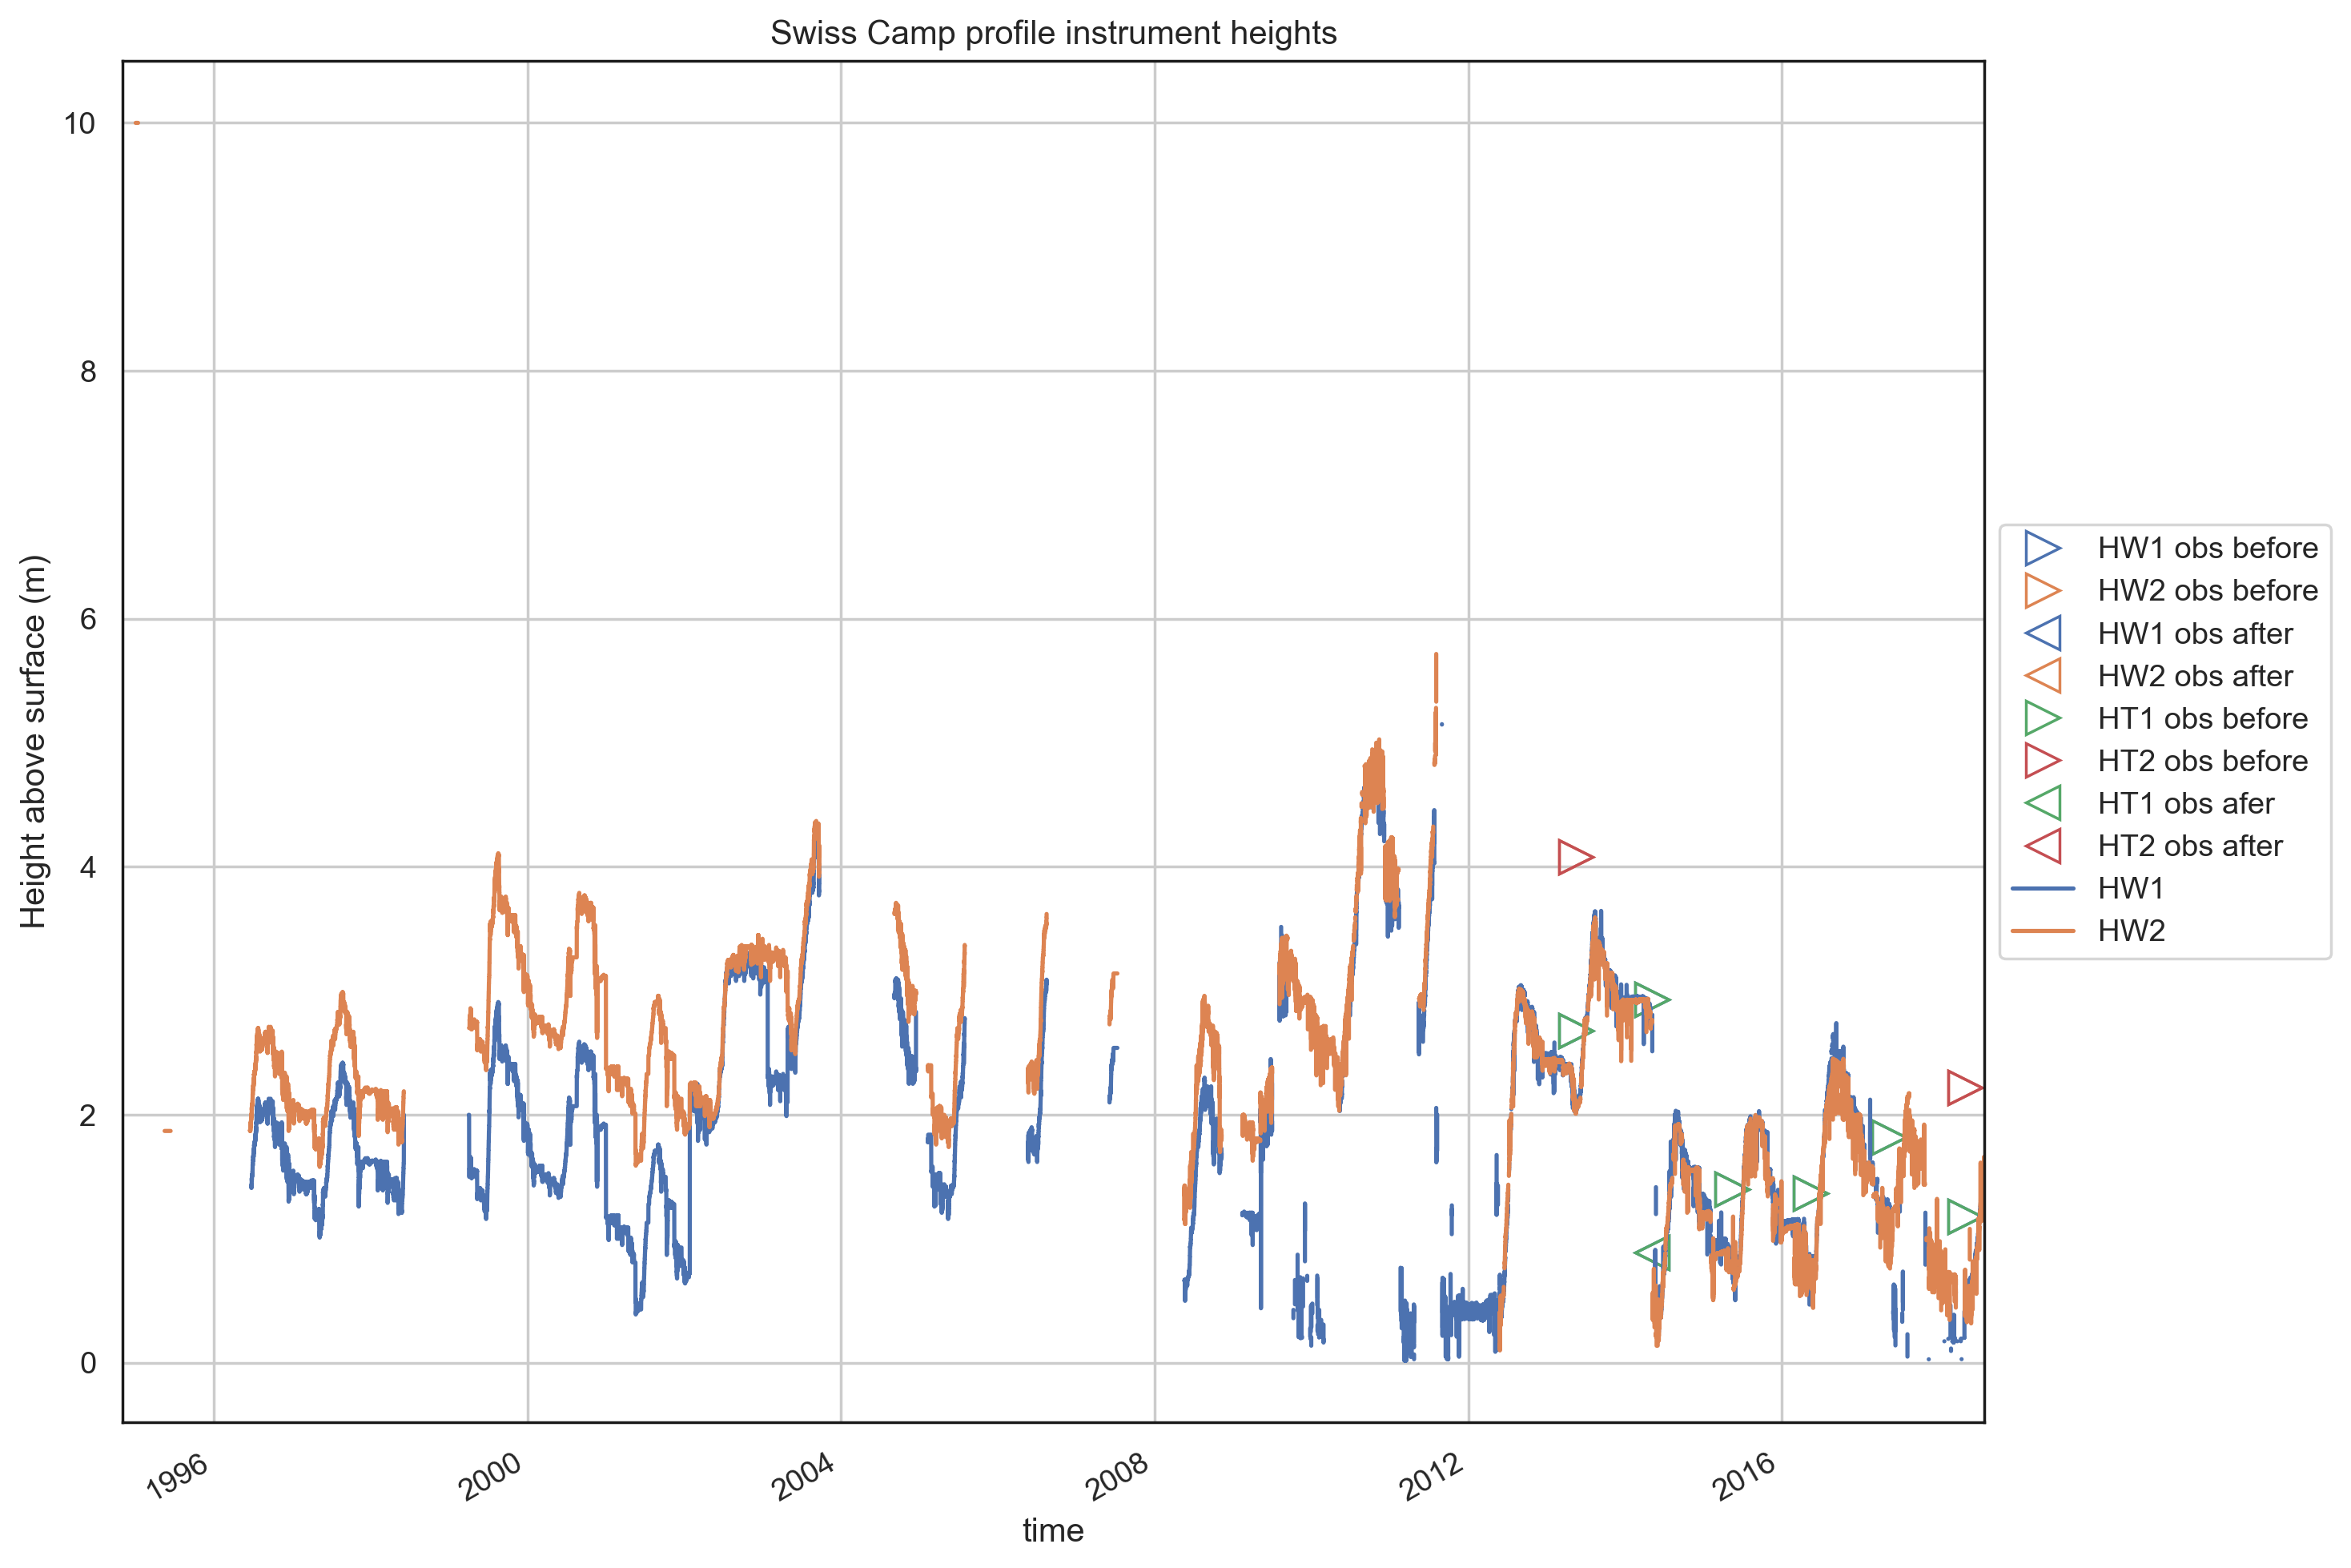 Swiss Camp profile instrument heights
Height above surface (m)
10
8
6
4
2
0
1996
2000
2004
2008
2012
2016
time
HW1 obs before
HW2 obs before
HW1 obs after
HW2 obs after
HT1 obs before
HT2 obs before
HT1 obs afer
HT2 obs after
HW1
HW2